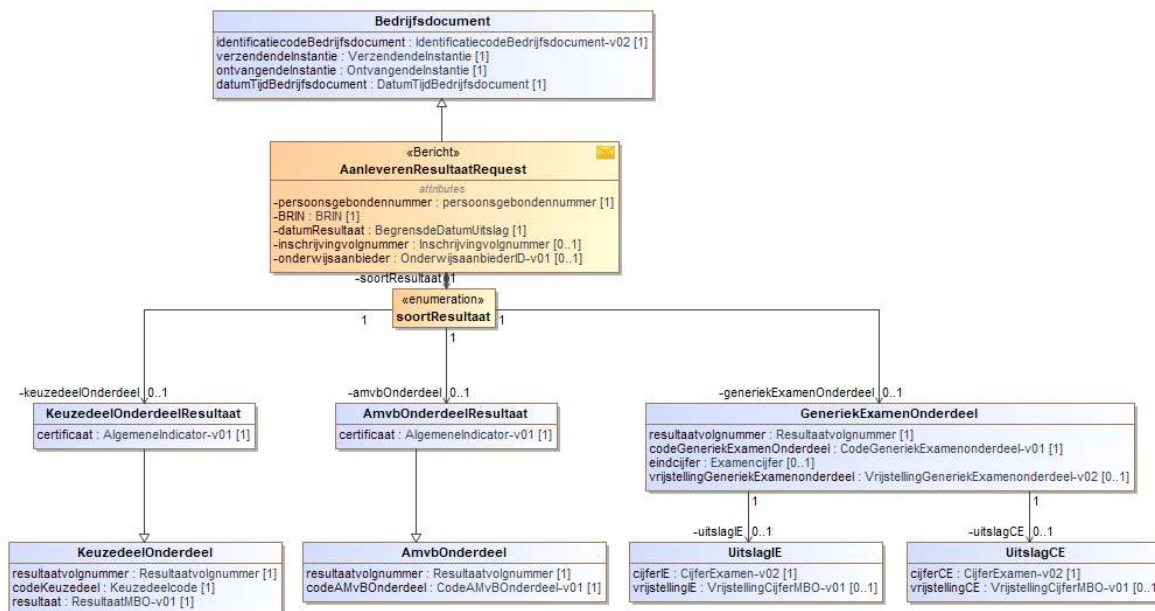 Bedrijfsdocument
identificatiecodeBedrijfsdocument : IdentificatiecodeBedrijfsdocument-v02 [1]
verzendendeInstantie : VerzendendeInstantie [1]
ontvangendeInstantie : OntvangendeInstantie [1]
datumTijdBedrijfsdocument : DatumTijdBedrijfsdocument [1]
«Bericht»
AanleverenResultaatRequest
attributes
-persoonsgebondennummer : persoonsgebondennummer [1]
-BRIN : BRIN [1]
-datumResultaat : BegrensdeDatumUitslag [1]
-inschrijvingvolgnummer : Inschrijvingvolgnummer [0..1]
-onderwijsaanbieder : OnderwijsaanbiederID-v01 [0..1]
-soortResultaat 1
«enumeration»
soortResultaat
1 1 1
-keuzedeelOnderdeel 0..1
-amvbOnderdeel 0..1
-generiekExamenOnderdeel 0..1
KeuzedeelOnderdeelResultaat
certificaat : AlgemeneIndicator-v01 [1]
AmvbOnderdeelResultaat
certificaat : AlgemeneIndicator-v01 [1]
GeneriekExamenOnderdeel
resultaatvolgnummer : Resultaatvolgnummer [1]
codeGeneriekExamenOnderdeel : CodeGeneriekExamenonderdeel-v01 [1]
eindcijfer : Examencijfer [0..1]
vrijstellingGeneriekExamenonderdeel : VrijstellingGeneriekExamenonderdeel-v02 [0..1]
1 1
-uitslagIE 0..1
-uitslagCE 0..1
KeuzedeelOnderdeel
resultaatvolgnummer : Resultaatvolgnummer [1]
codeKeuzedeel : Keuzedeelcode [1]
resultaat : ResultaatMBO-v01 [1]
AmvbOnderdeel
resultaatvolgnummer : Resultaatvolgnummer [1]
codeAMvBOnderdeel : CodeAMvBOnderdeel-v01 [1]
UitslagIE
cijferIE : CijferExamen-v02 [1]
vrijstellingIE : VrijstellingCijferMBO-v01 [0..1]
UitslagCE
cijferCE : CijferExamen-v02 [1]
vrijstellingCE : VrijstellingCijferMBO-v01 [0..1]